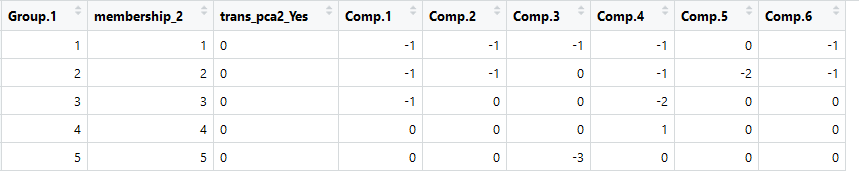 Group.1 membership_2 trans_pca2_Yes Comp.1 Comp.2 Comp.3 Comp.4 Comp.5 Comp.6
1 1 0 -1 -1 -1 -1 0 -1
2 2 0 -1 -1 0 -1 -2 -1
3 3 0 -1 0 0 -2 0 0
4 4 0 0 0 0 1 0 0
5 5 0 0 0 -3 0 0 0